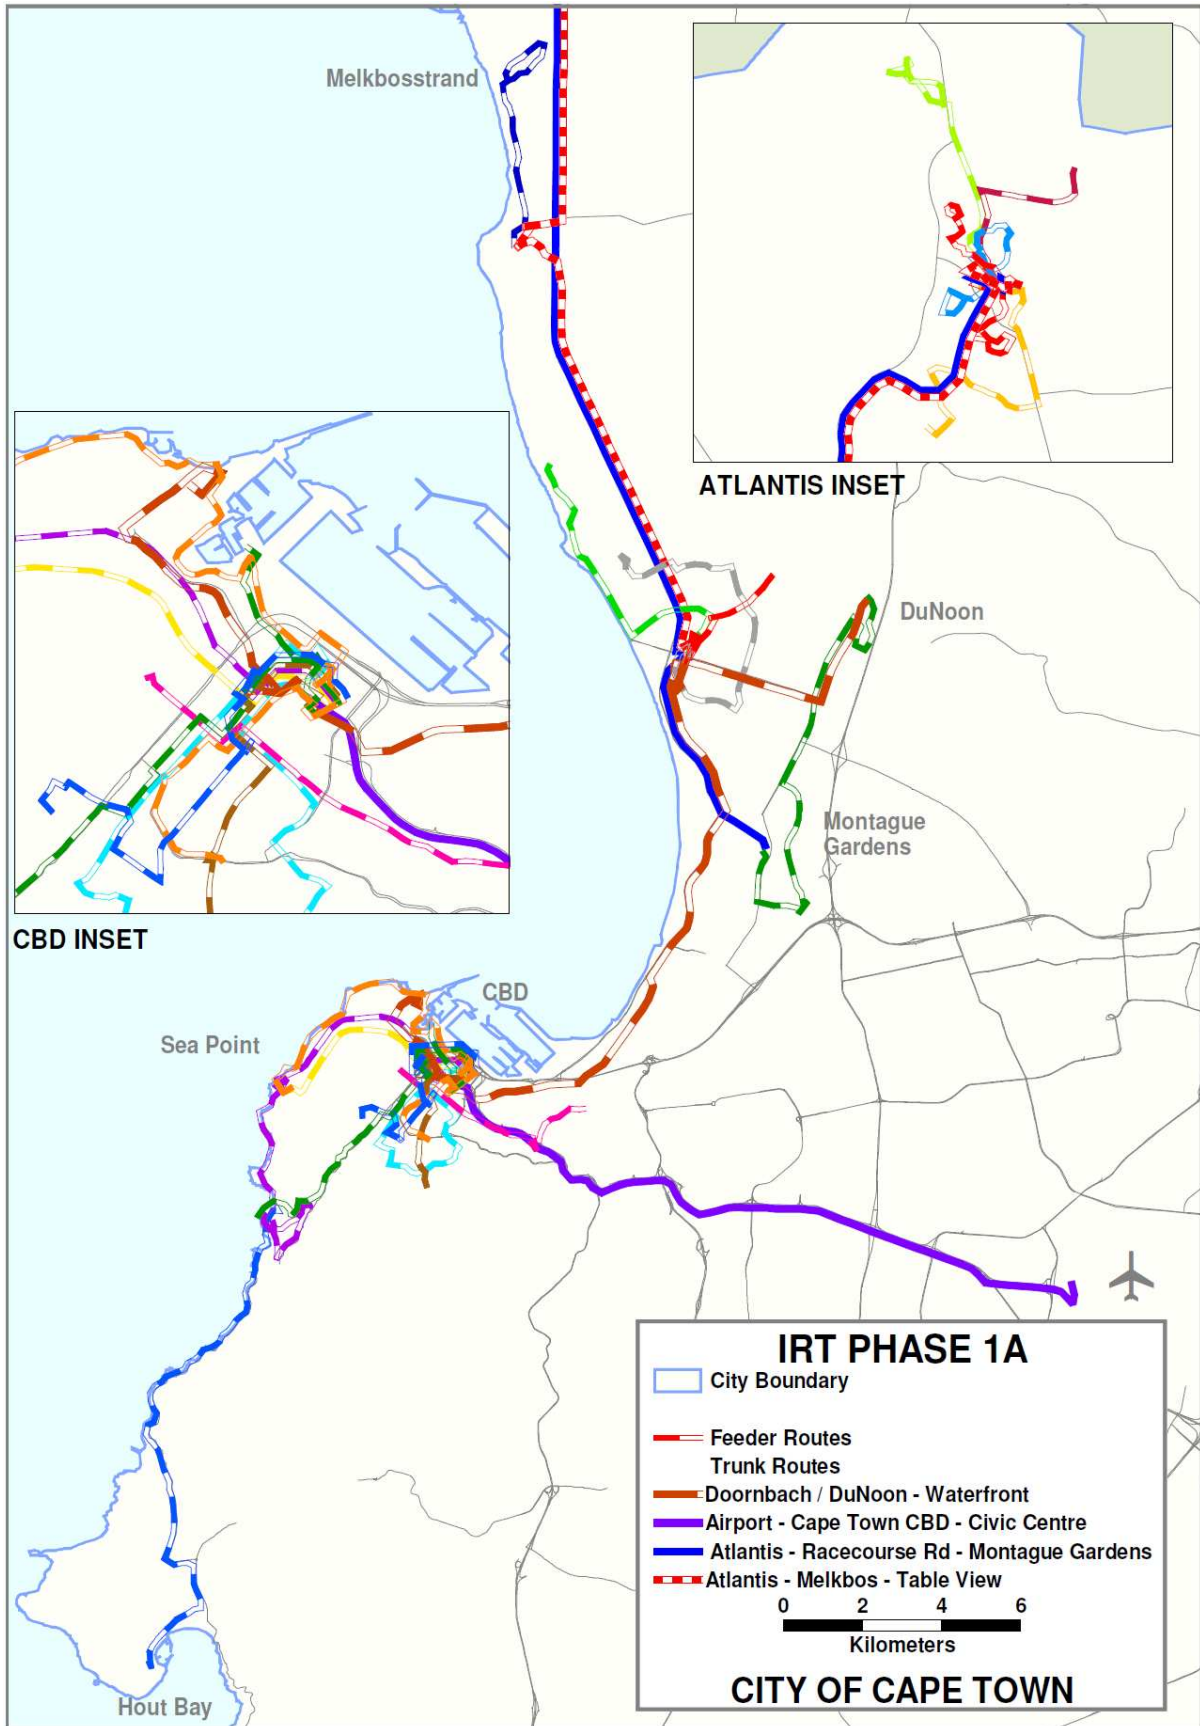 Melkbosstrand
ATLANTIS INSET
DuNoon
Montague
Gardens
CBD INSET
CBD
Sea Point
Hout Bay
IRT PHASE 1A
City Boundary
Feeder Routes
Trunk Routes
Doornbach / DuNoon - Waterfront
Airport - Cape Town CBD - Civic Centre
Atlantis - Racecourse Rd - Montague Gardens
Atlantis - Melkbos - Table View
0 2 4 6
Kilometers
CITY OF CAPE TOWN